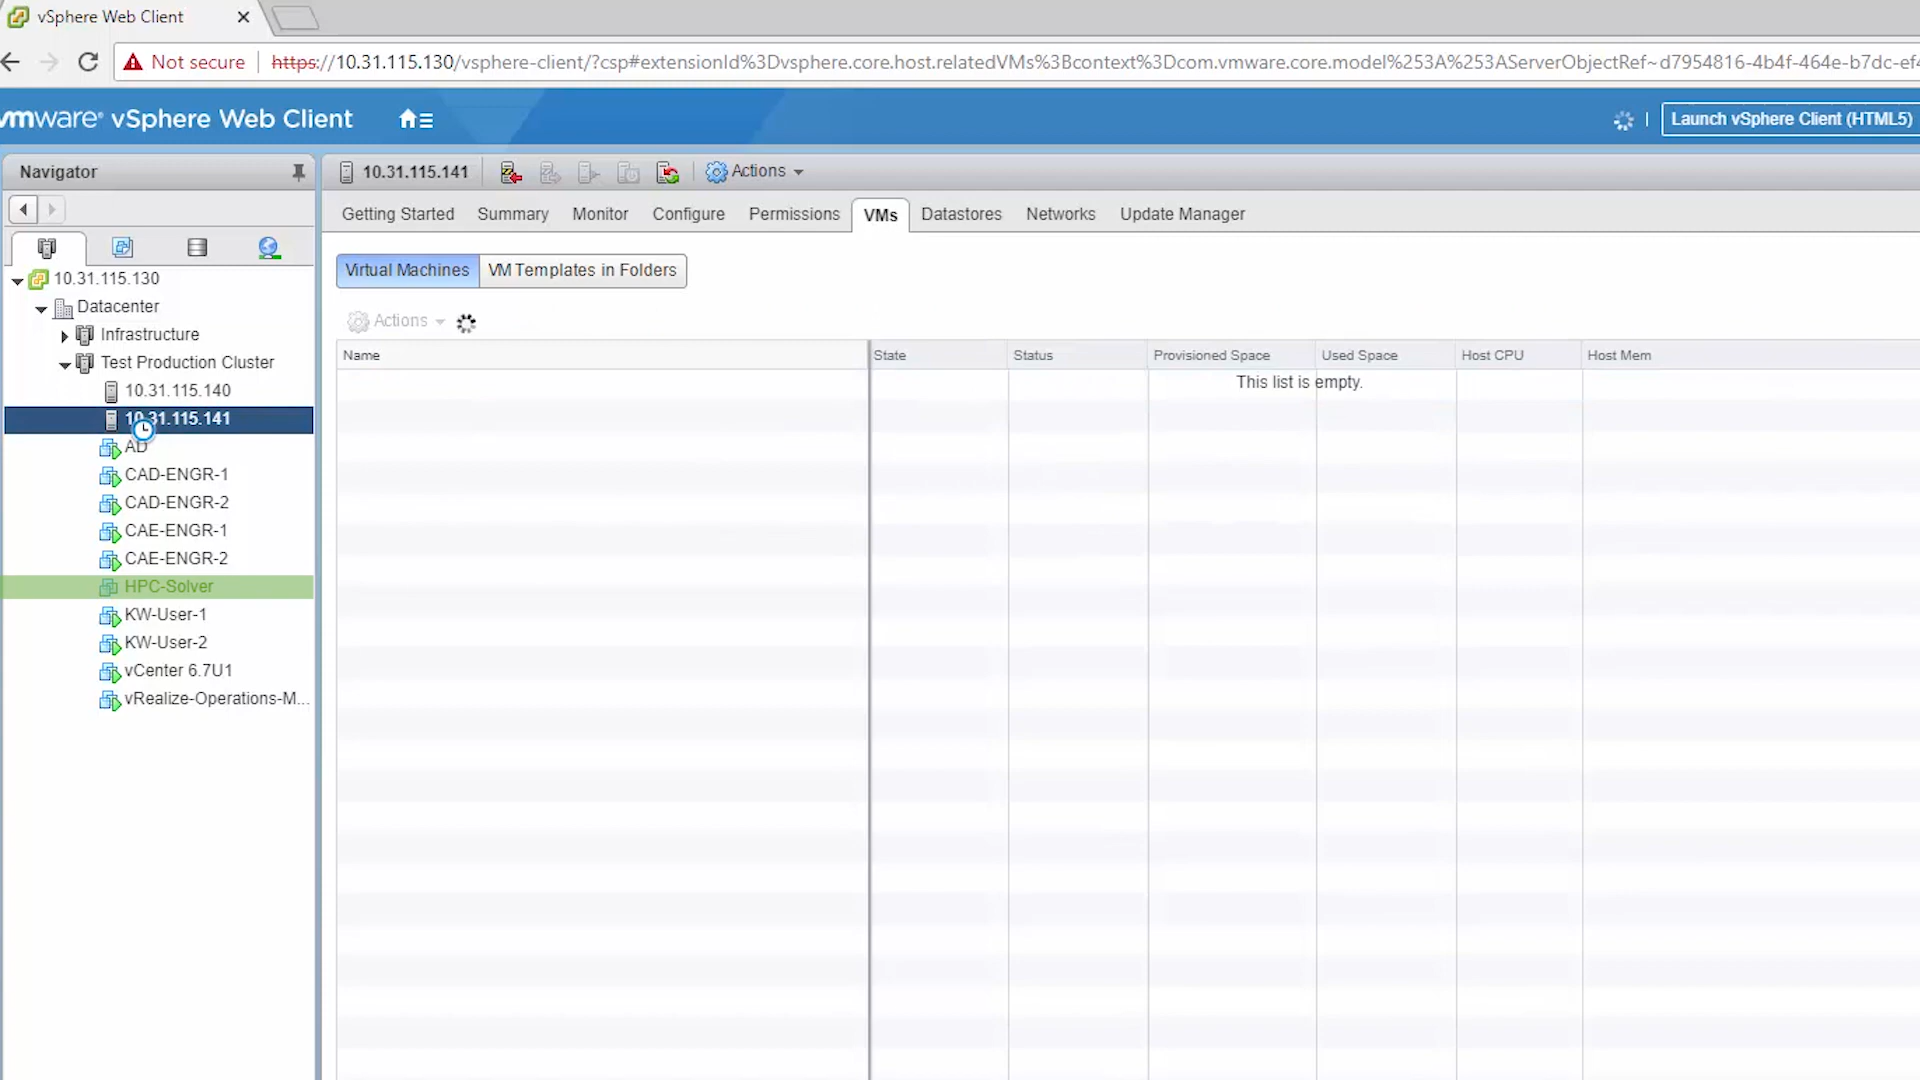 vSphere Web Client
Not secure https://10.31.115.130/vsphere-client/?csp#extensionId%3Dvsphere.core.host.relatedVMs%3Bcontext%3Dcom.vmware.core.model%253A%253AServerObjectRef~d7954816-4b4f-464e-b7dc-ef4
vmware® vSphere Web Client
Launch vSphere Client (HTML5)
Navigator
10.31.115.141
Actions
Getting Started Summary Monitor Configure Permissions VMs Datastores Networks Update Manager
Virtual Machines VM Templates in Folders
Actions
Name State Status Provisioned Space Used Space Host CPU Host Mem
This list is empty.
10.31.115.130
Datacenter
Infrastructure
Test Production Cluster
10.31.115.140
10.31.115.141
AD
CAD-ENGR-1
CAD-ENGR-2
CAE-ENGR-1
CAE-ENGR-2
HPC-Solver
KW-User-1
KW-User-2
vCenter 6.7U1
vRealize-Operations-M...